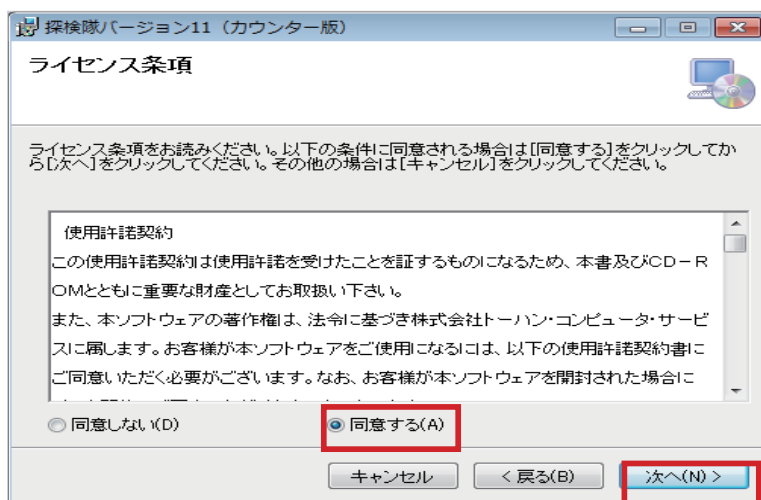 探検隊バージョン11（カウンター版）
ライセンス条項
ライセンス条項をお読みください。以下の条件に同意される場合は[同意する]をクリックしてか
ら[次へ]をクリックしてください。その他の場合は[キャンセル]をクリックしてください。
使用許諾契約
この使用許諾契約は使用許諾を受けたことを証するものになるため、本書及びCD－R
OMとともに重要な財産としてお取扱い下さい。
また、本ソフトウェアの著作権は、法令に基づき株式会社トーハン・コンピュータ・サービ
スに属します。お客様が本ソフトウェアをご使用になるには、以下の使用許諾契約書に
ご同意いただく必要がございます。なお、お客様が本ソフトウェアを開封された場合に
同意しない(D)
同意する(A)
キャンセル
< 戻る(B)
次へ(N) >